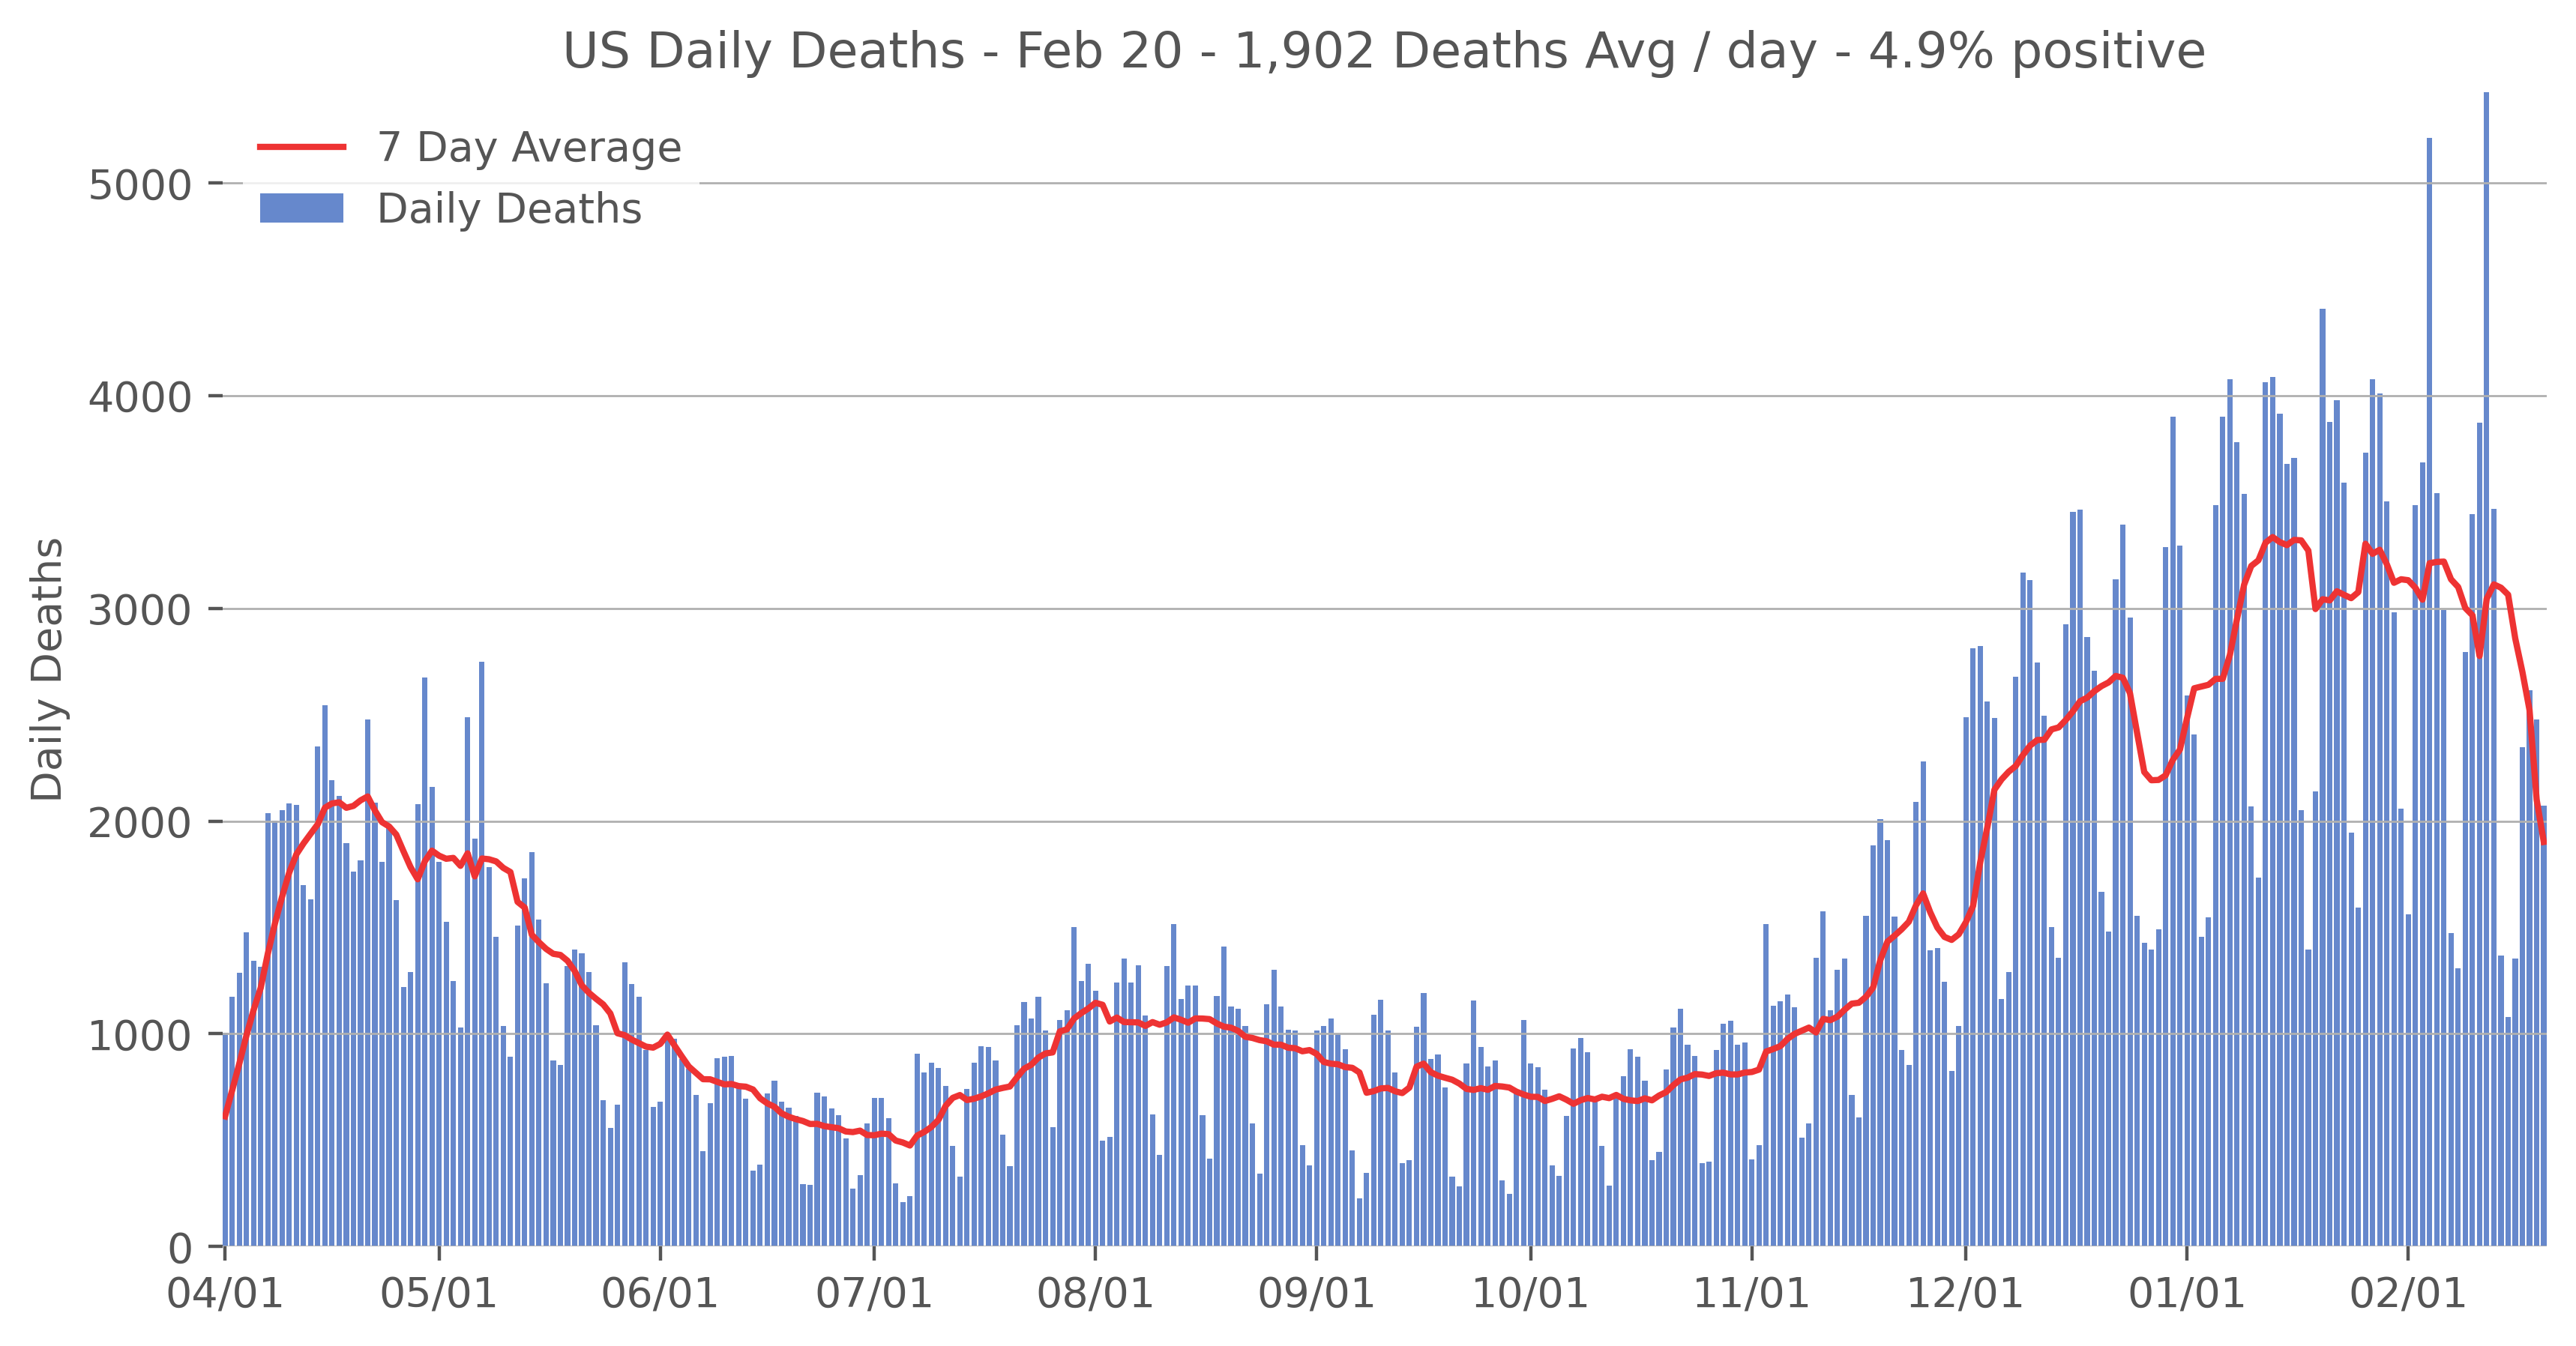 US Daily Deaths - Feb 20 - 1,902 Deaths Avg / day - 4.9% positive
7 Day Average
Daily Deaths
Daily Deaths
5000
4000
3000
2000
1000
0
04/01 05/01 06/01 07/01 08/01 09/01 10/01 11/01 12/01 01/01 02/01